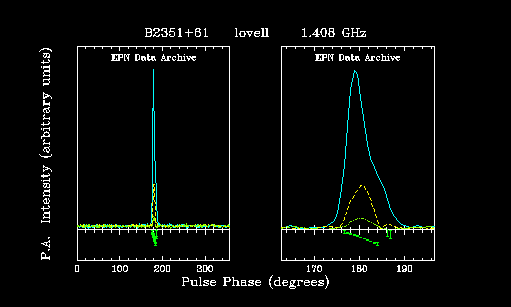 B2351+61 lovell 1.408 GHz
EPN Data Archive EPN Data Archive
P.A. Intensity (arbitrary units)
0 100 200 300 170 180 190
Pulse Phase (degrees)